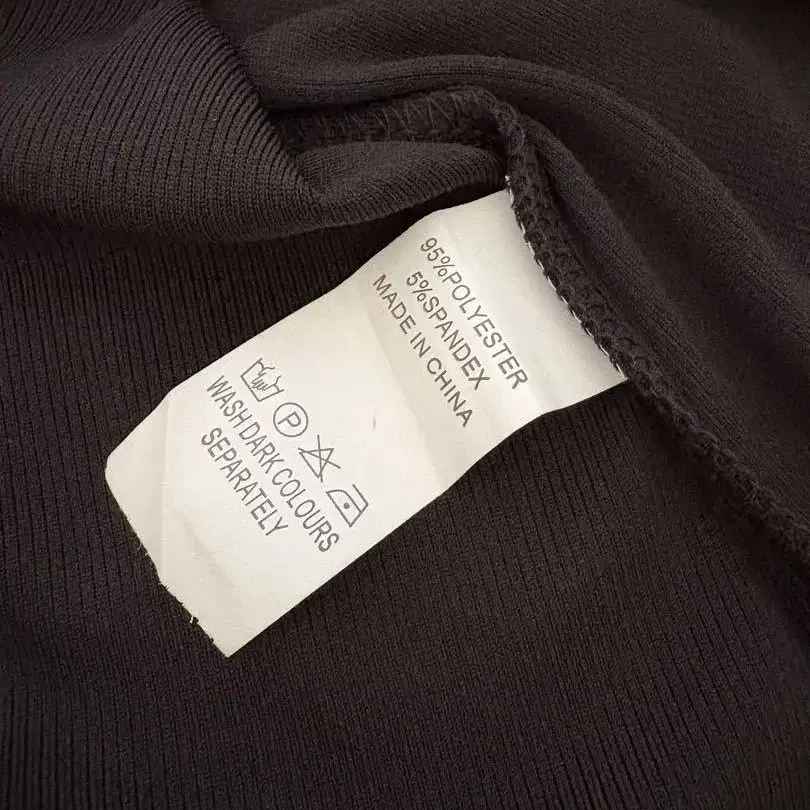 95%POLYESTER
5%SPANDEX
MADE IN CHINA
P
WASH DARK COLOURS
SEPARATELY